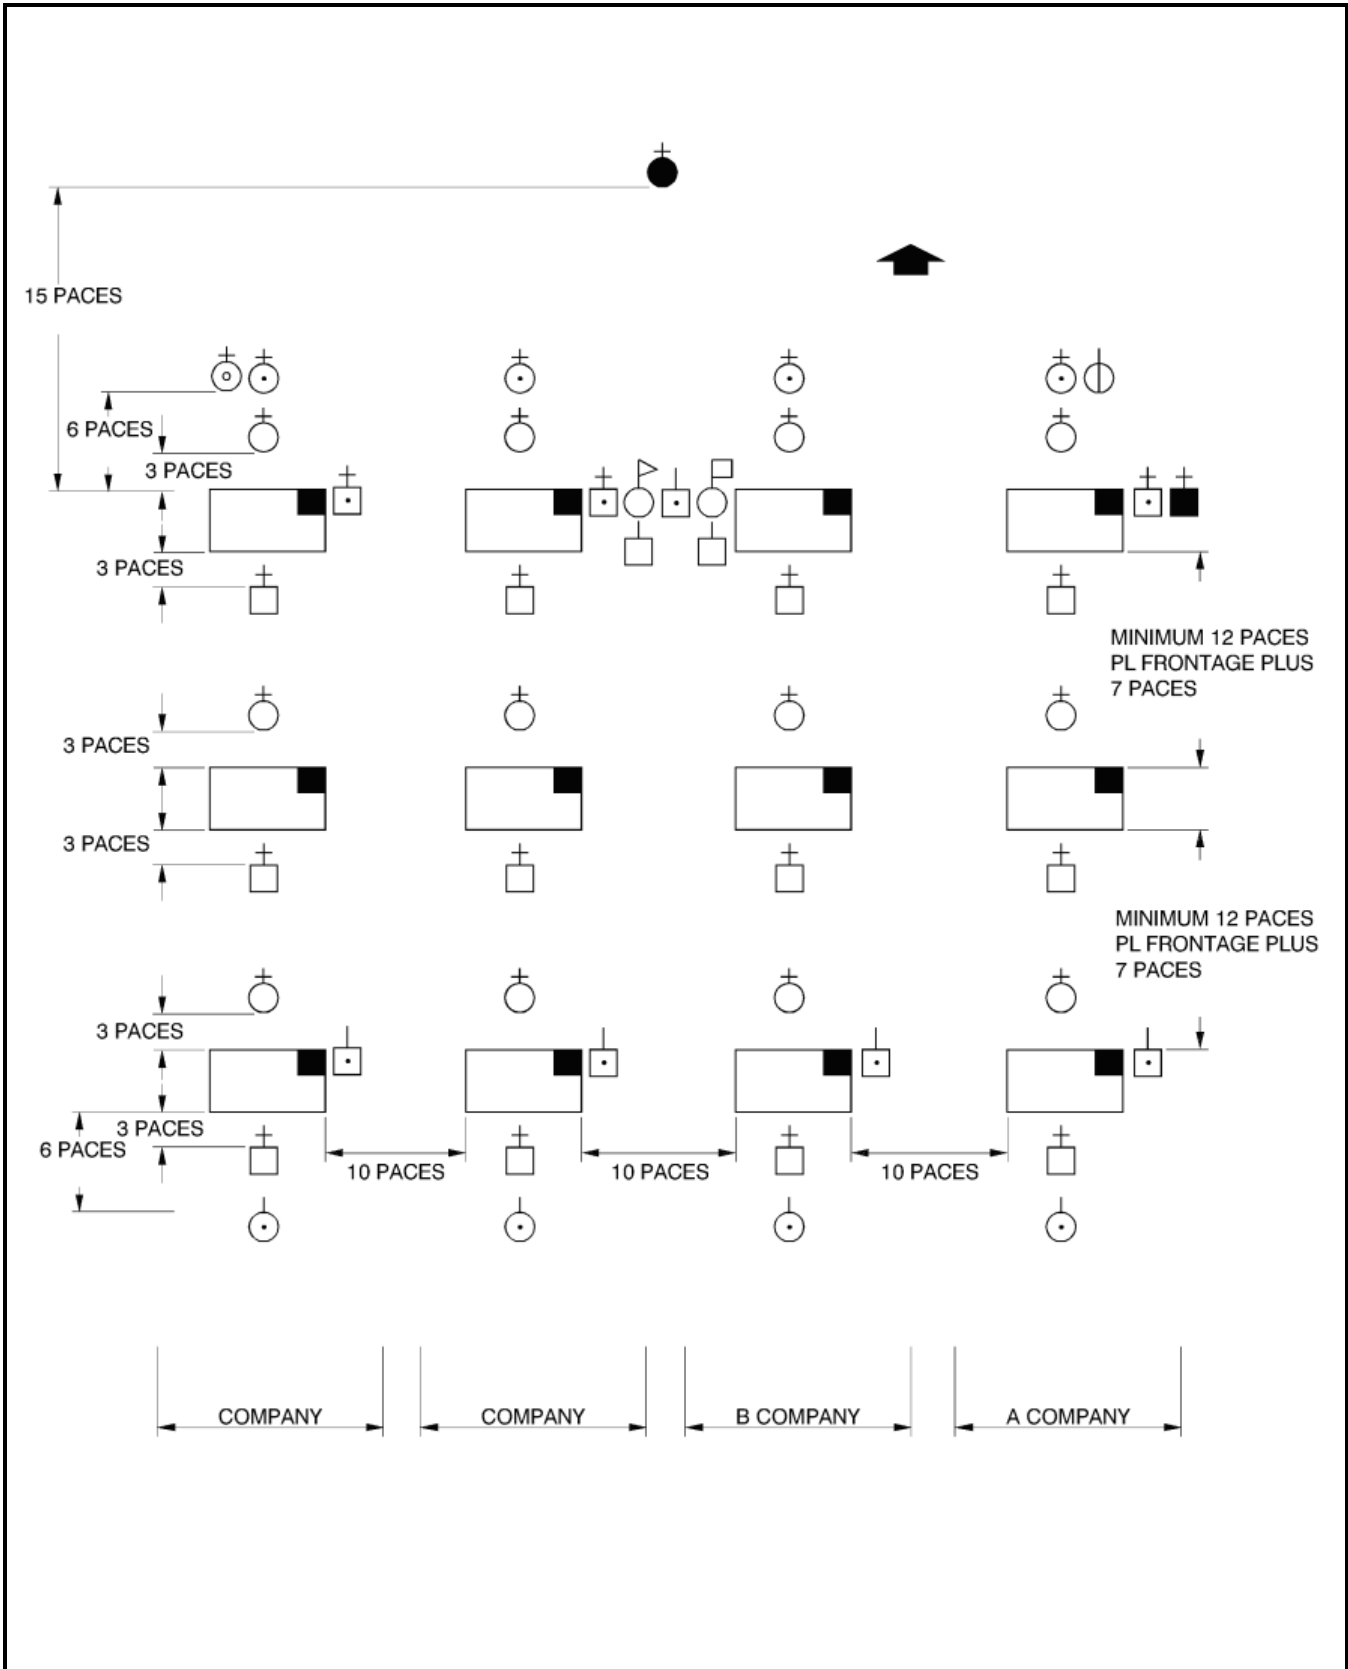 15 PACES
6 PACES
3 PACES
3 PACES
MINIMUM 12 PACES
PL FRONTAGE PLUS
7 PACES
3 PACES
3 PACES
MINIMUM 12 PACES
PL FRONTAGE PLUS
7 PACES
3 PACES
3 PACES
6 PACES
10 PACES
10 PACES
10 PACES
COMPANY
COMPANY
B COMPANY
A COMPANY